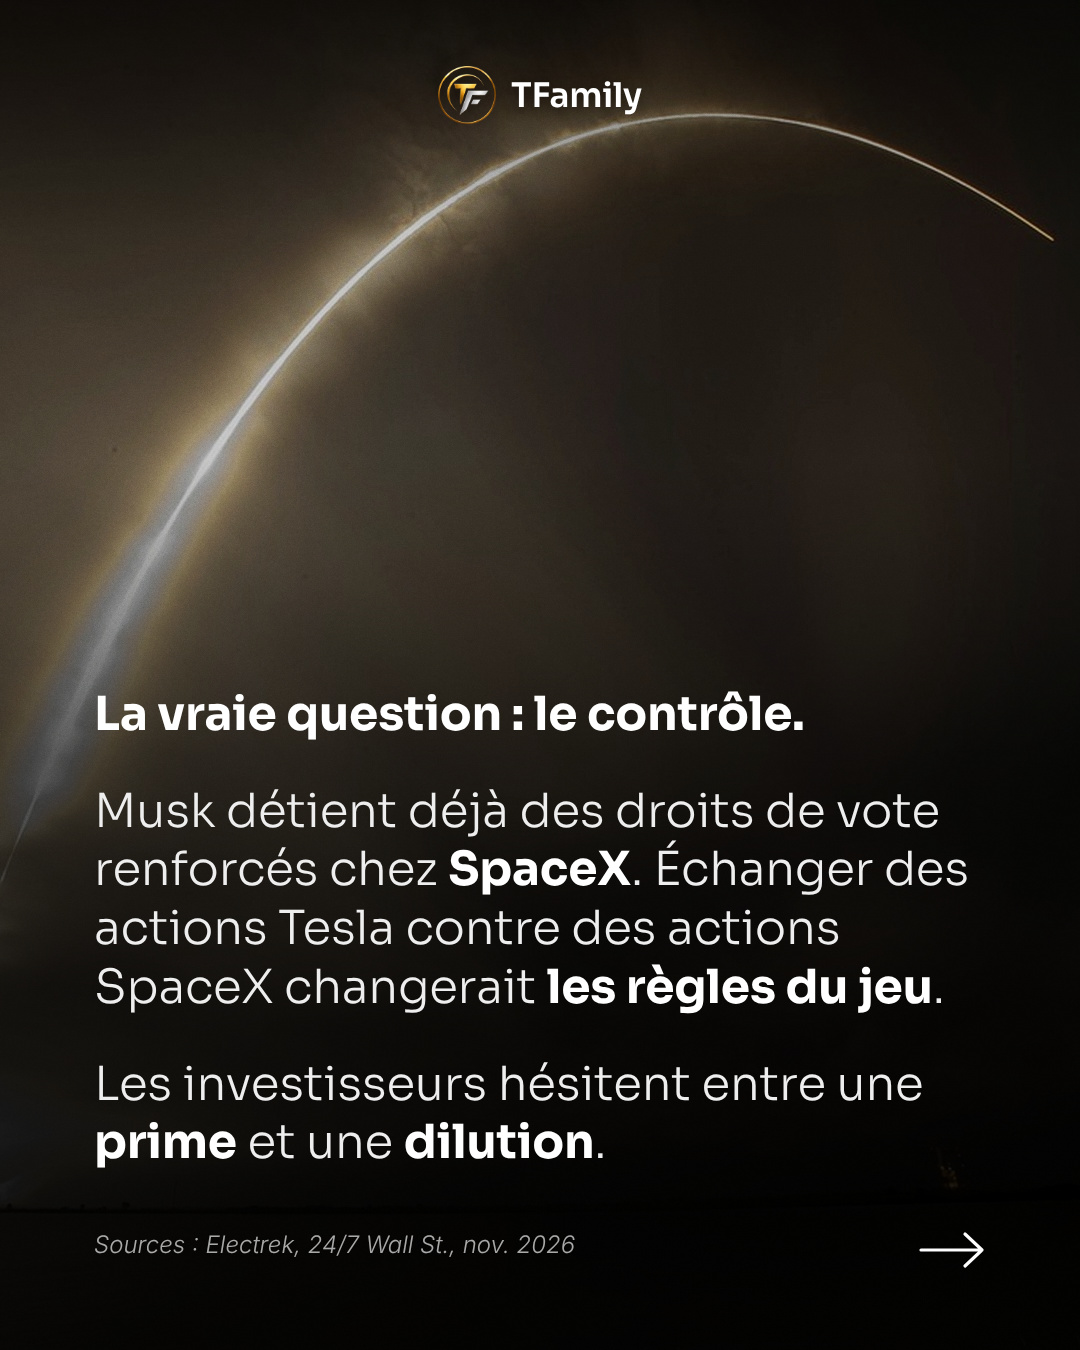 TFamily
La vraie question : le contrôle.
Musk détient déjà des droits de vote
renforcés chez SpaceX. Échanger des
actions Tesla contre des actions
SpaceX changerait les règles du jeu.
Les investisseurs hésitent entre une
prime et une dilution.
Sources : Electrek, 24/7 Wall St., nov. 2026